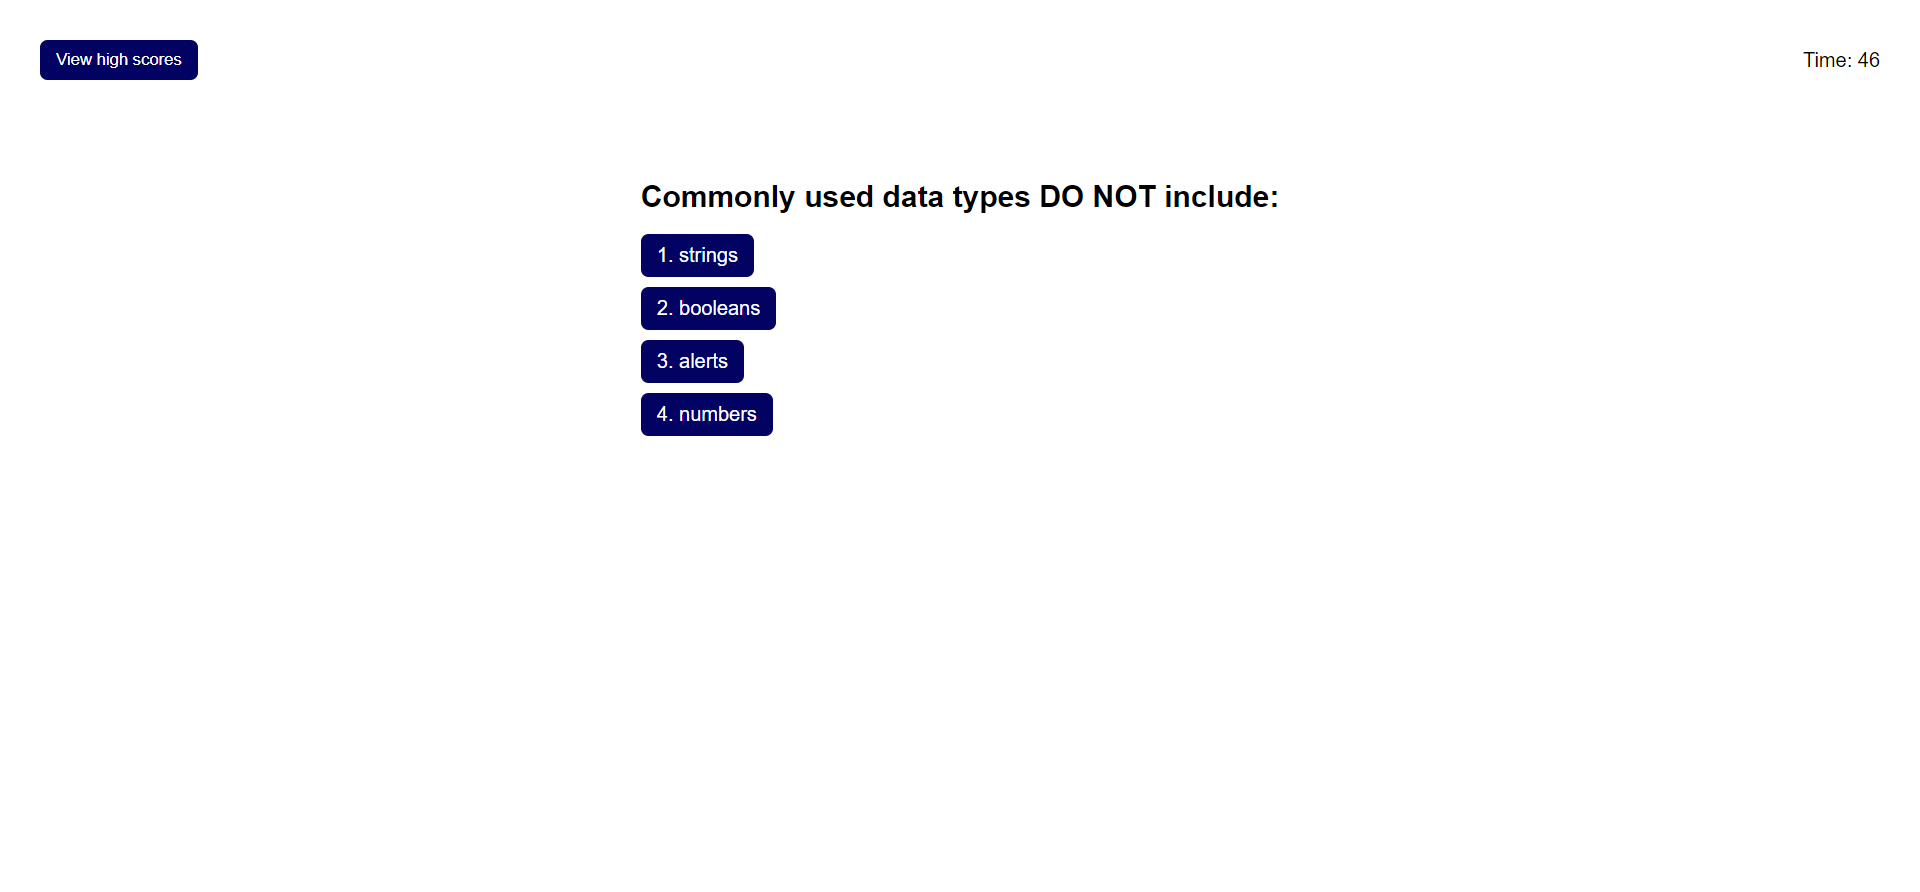 View high scores
Time: 46
Commonly used data types DO NOT include:
1. strings
2. booleans
3. alerts
4. numbers